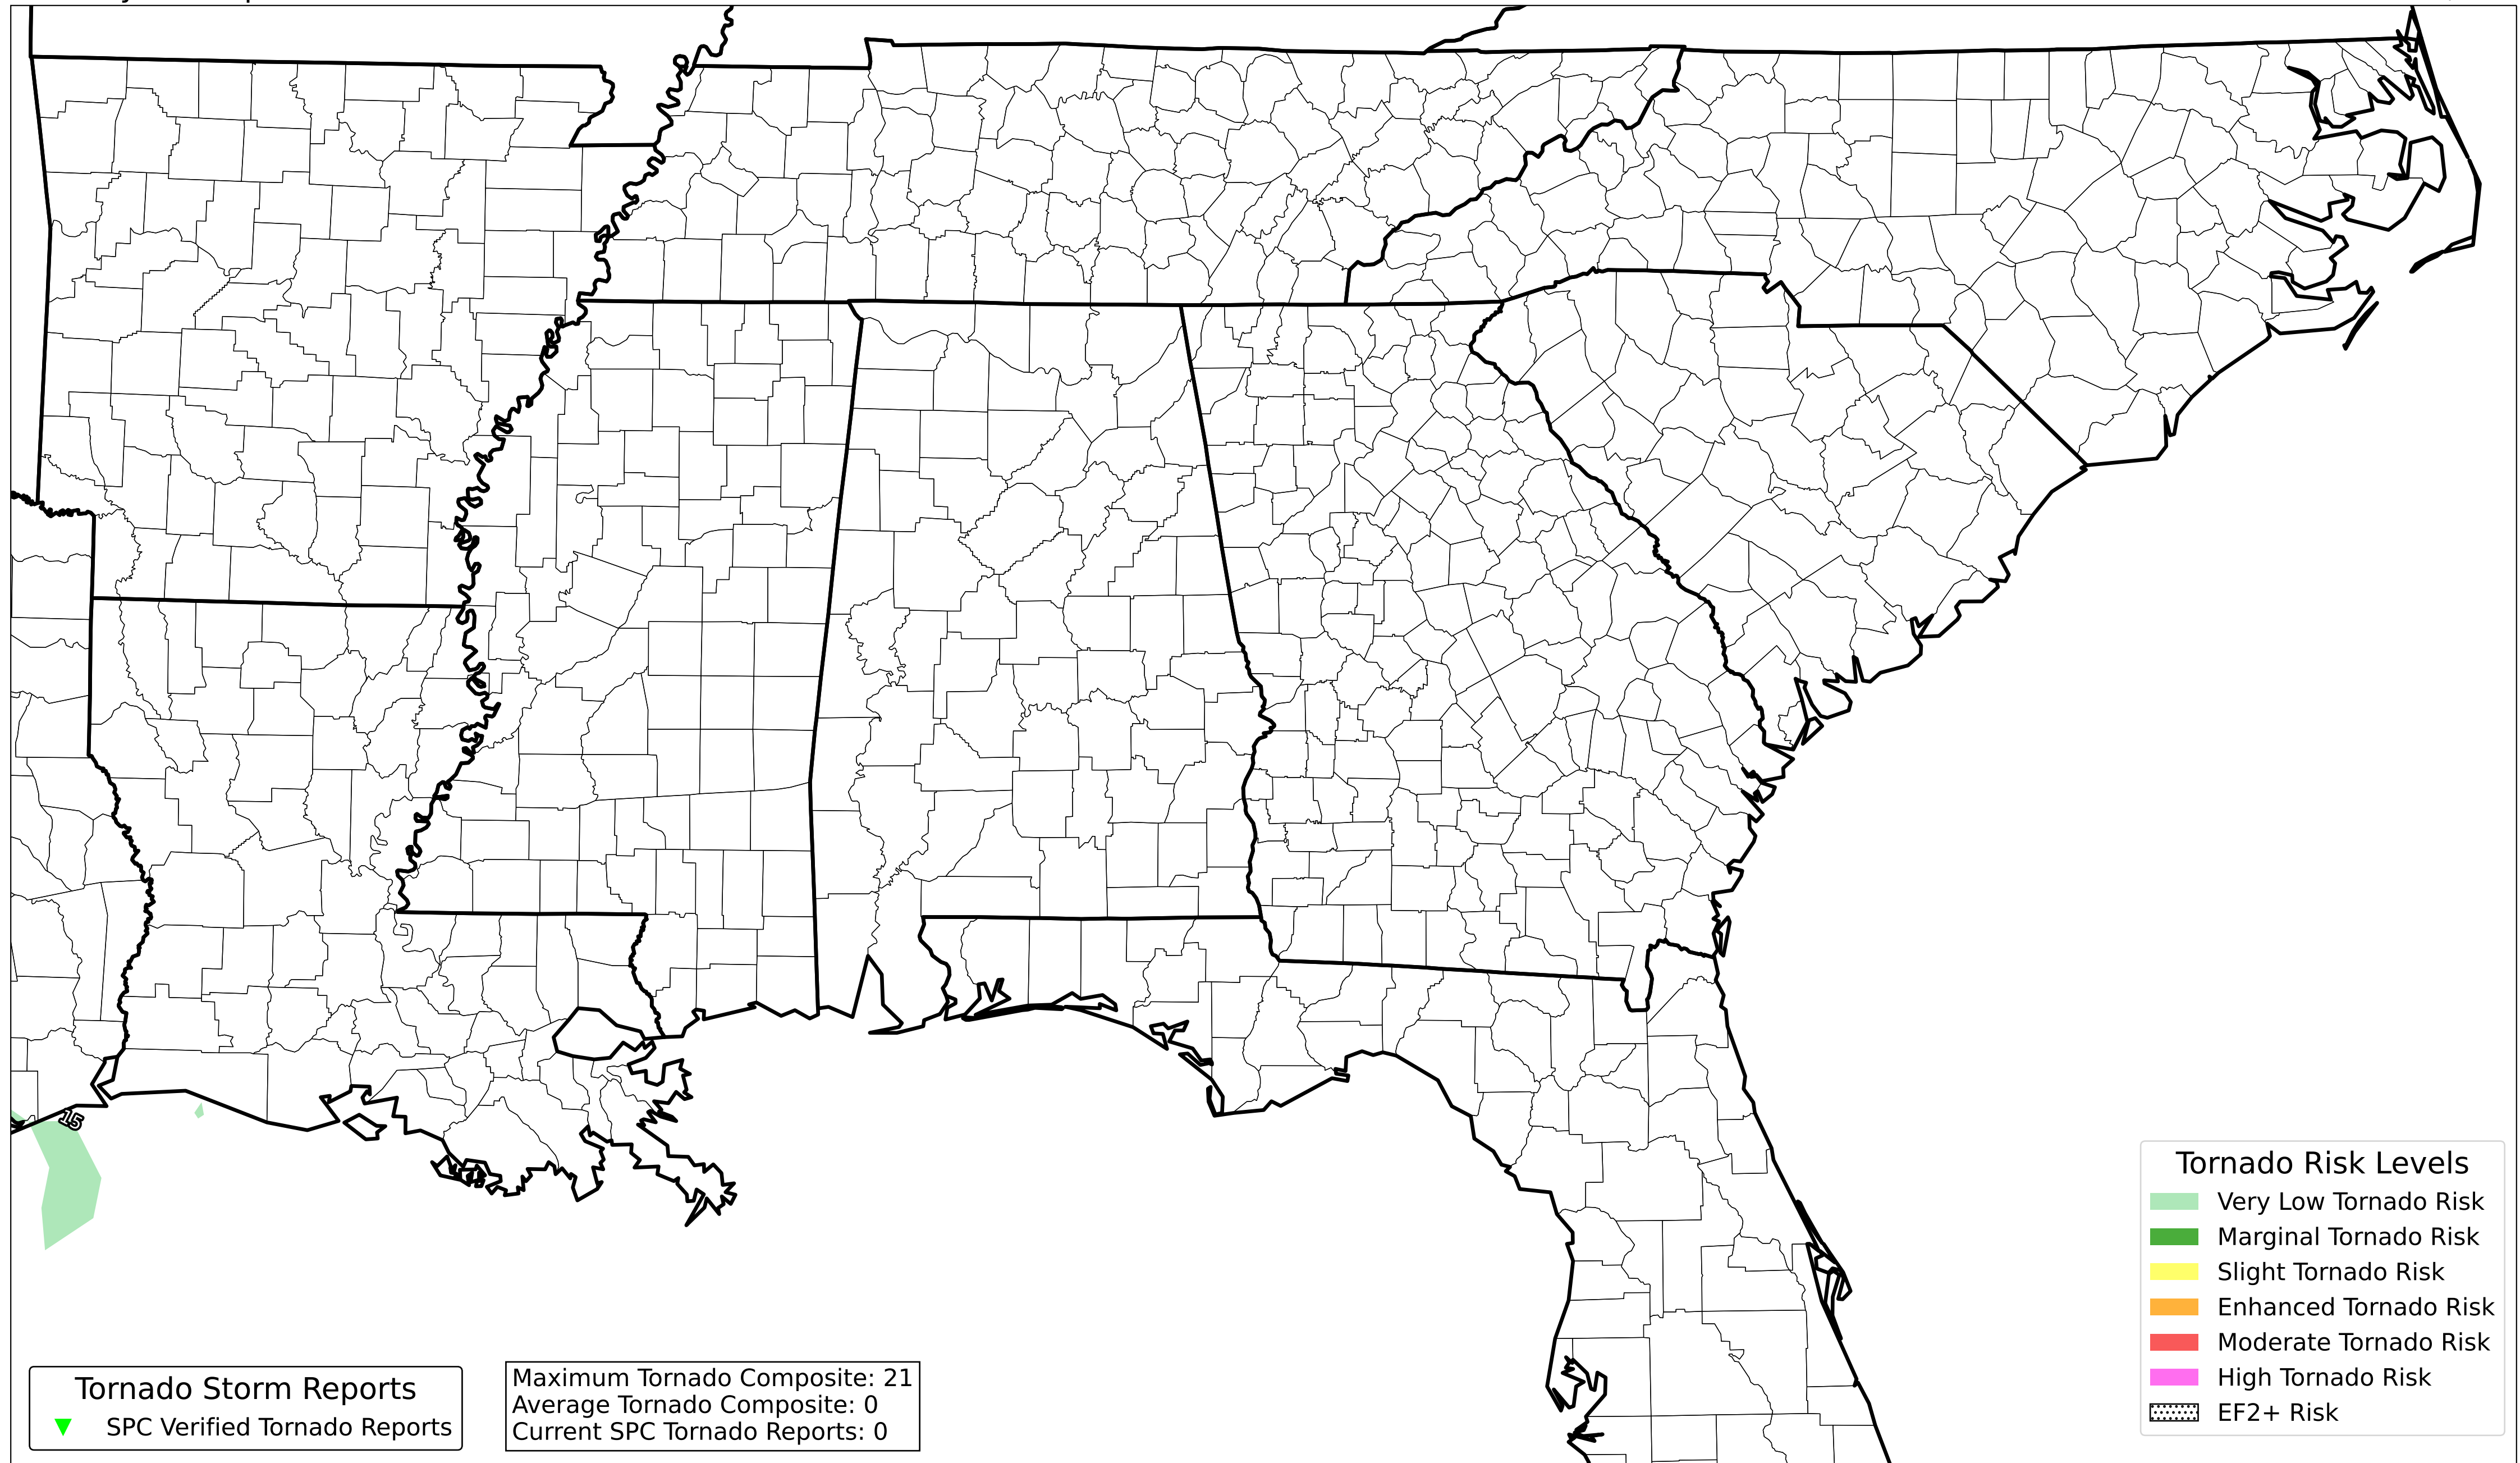 15
Tornado Storm Reports
SPC Verified Tornado Reports
Maximum Tornado Composite: 21
Average Tornado Composite: 0
Current SPC Tornado Reports: 0
Tornado Risk Levels
Very Low Tornado Risk
Marginal Tornado Risk
Slight Tornado Risk
Enhanced Tornado Risk
Moderate Tornado Risk
High Tornado Risk
EF2+ Risk